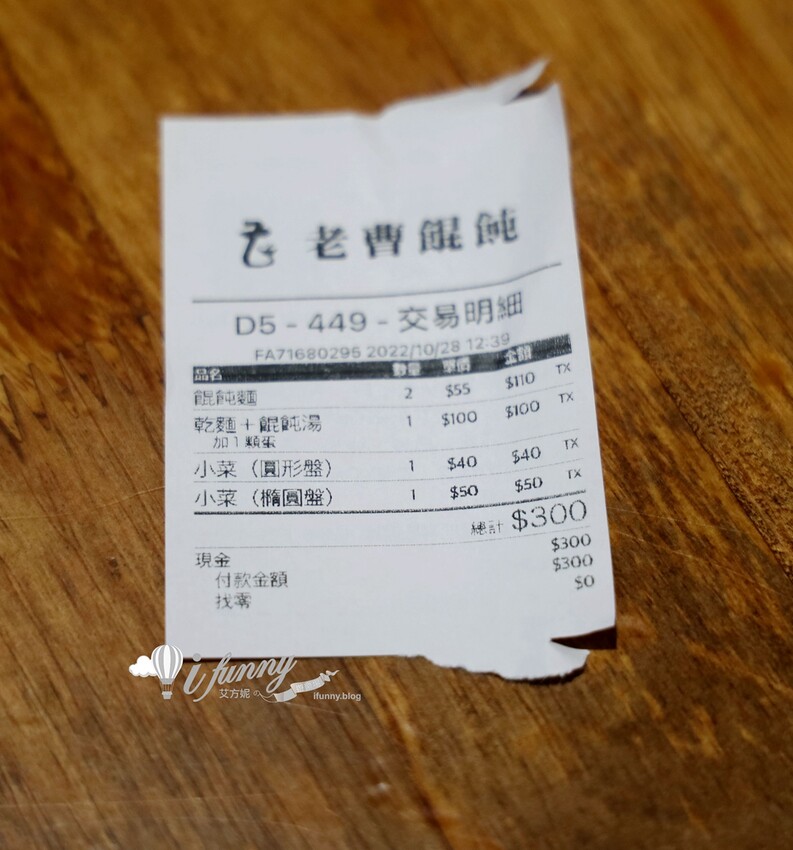 老曹餛飩
D5 - 449 - 交易明細
FA71680295 2022/10/28 12:39
品名 數量 單價 金額
餛飩麵 2 $55 $110 TX
乾麵+餛飩湯 1 $100 $100 TX
加1顆蛋
小菜（圓形盤） 1 $40 $40 TX
小菜（橢圓盤） 1 $50 $50 TX
總計 $300
現金 $300
付款金額 $300
找零 $0
i funny
艾方妮の
ifunny.blog